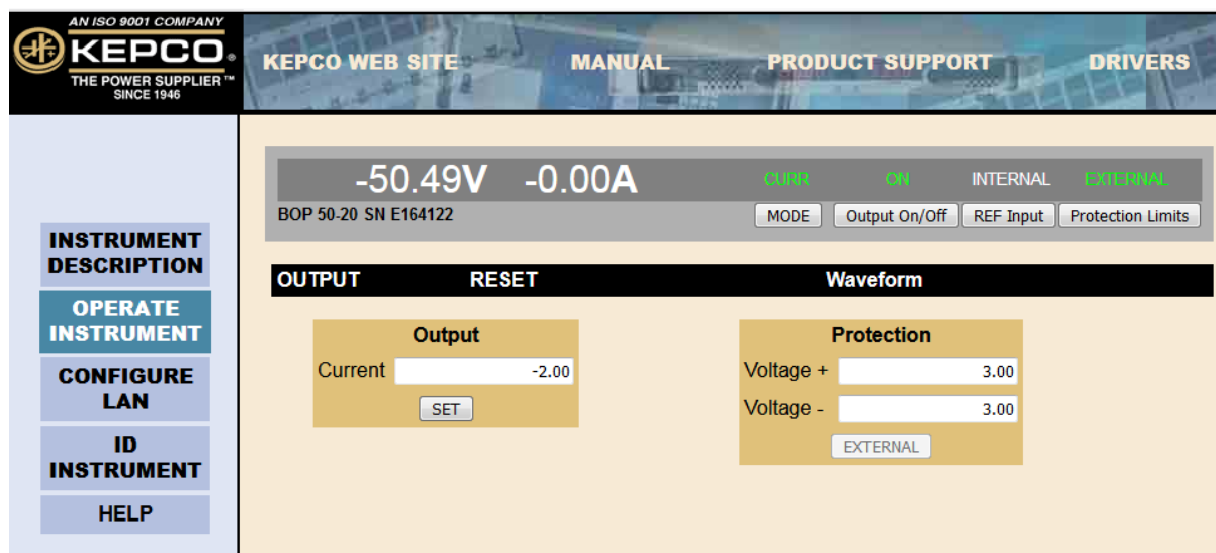 AN ISO 9001 COMPANY
KEPCO®
THE POWER SUPPLIER™
SINCE 1946
KEPCO WEB SITE MANUAL PRODUCT SUPPORT DRIVERS
-50.49V -0.00A CURR ON INTERNAL EXTERNAL
BOP 50-20 SN E164122 MODE Output On/Off REF Input Protection Limits
INSTRUMENT
DESCRIPTION
OPERATE
INSTRUMENT
CONFIGURE
LAN
ID
INSTRUMENT
HELP
OUTPUT RESET Waveform
Output
Current -2.00
SET
Protection
Voltage + 3.00
Voltage - 3.00
EXTERNAL